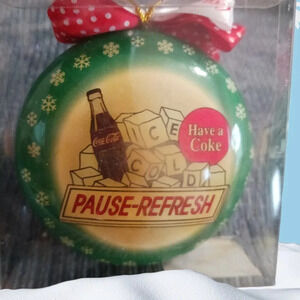 Have a
Coke
Coca-Cola
ICE
COLD
PAUSE-REFRESH